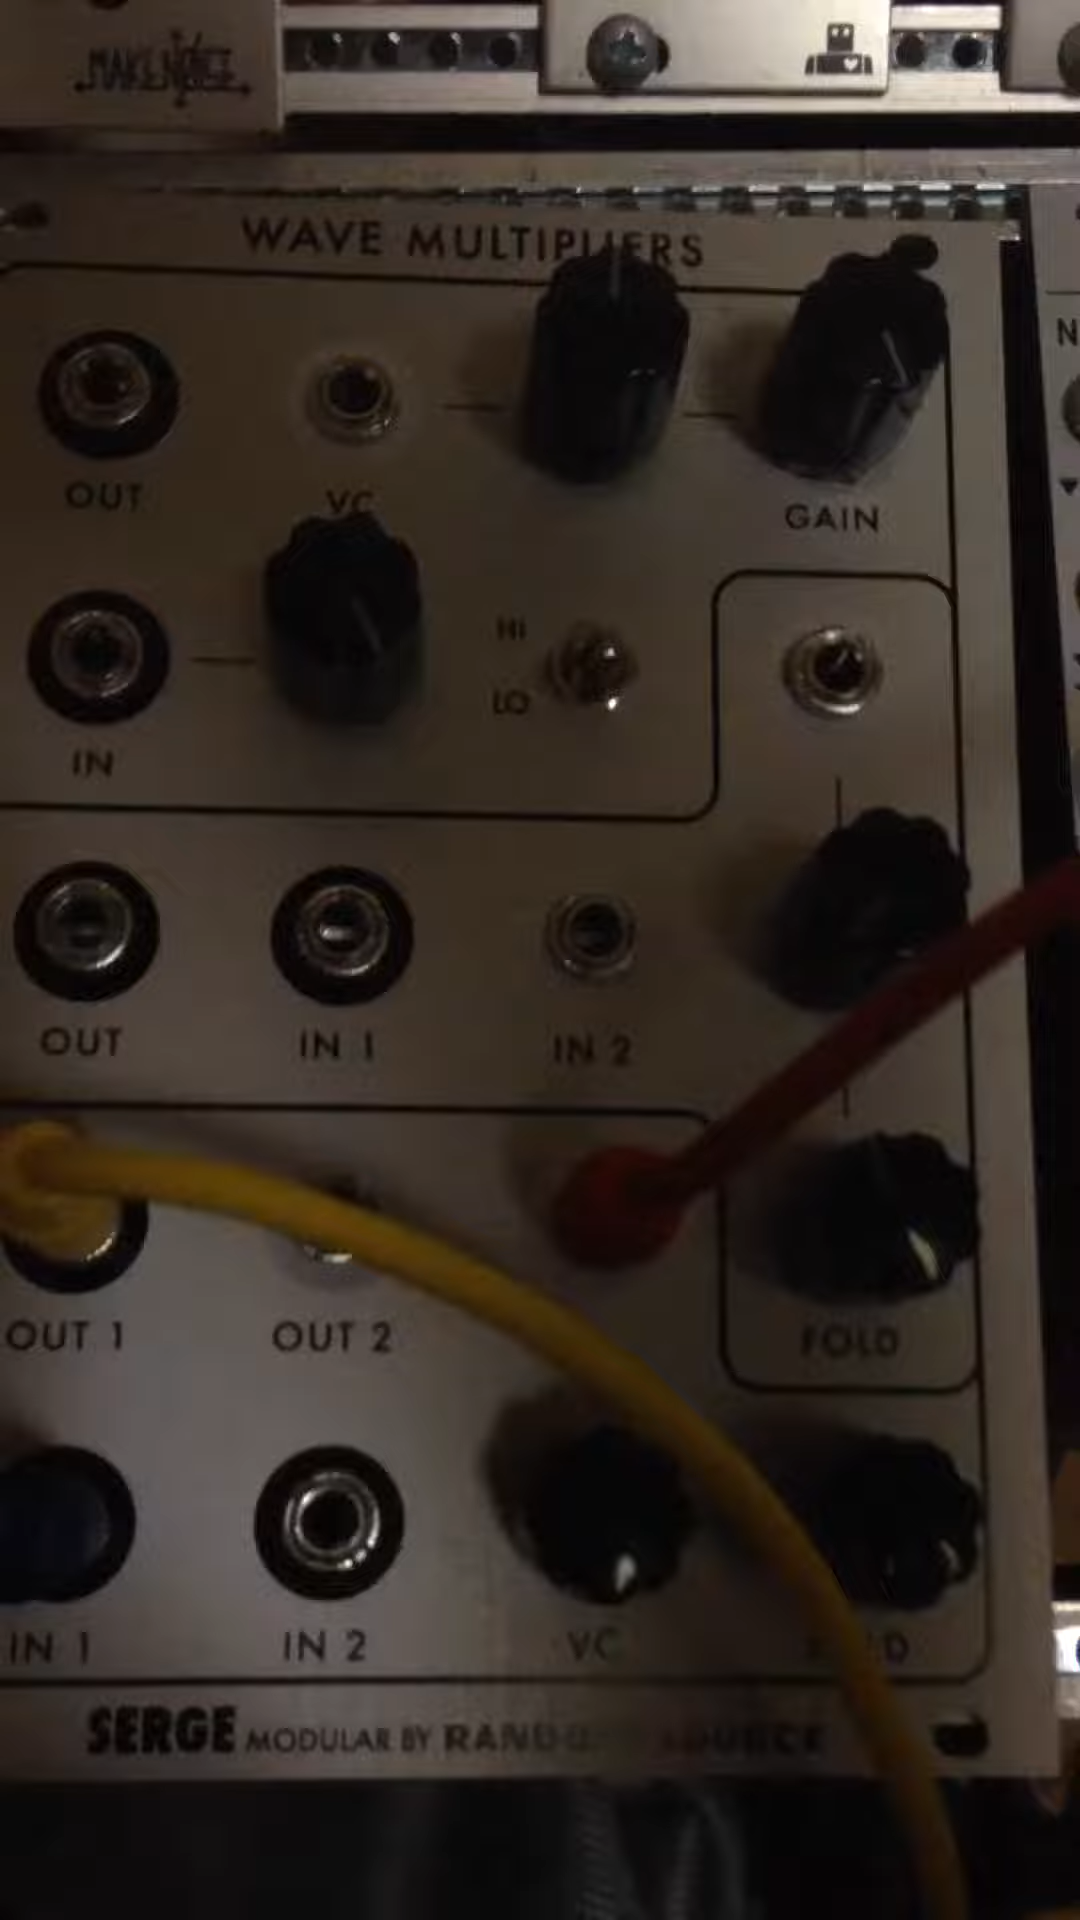 MAKENOISE
WAVE MULTIPLIERS
N
OUT
VC
GAIN
HI
LO
IN
OUT
IN 1
IN 2
OUT 1
OUT 2
FOLD
IN 1
IN 2
VC
SERGE MODULAR BY